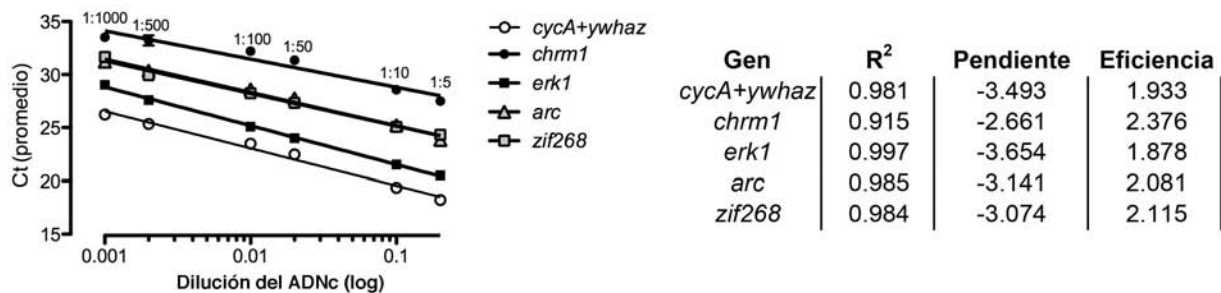 35
30
25
20
15
Ct (promedio)
1:1000
1:500
1:100
1:50
1:10
1:5
0.001
0.01
0.1
Dilución del ADNc (log)
cycA+ywhaz
chrm1
erk1
arc
zif268
Gen R² Pendiente Eficiencia
cycA+ywhaz 0.981 -3.493 1.933
chrm1 0.915 -2.661 2.376
erk1 0.997 -3.654 1.878
arc 0.985 -3.141 2.081
zif268 0.984 -3.074 2.115